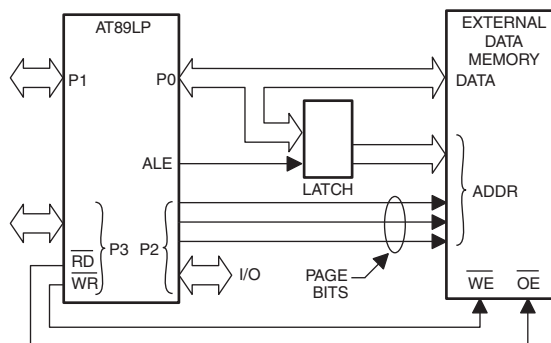 AT89LP
EXTERNAL
DATA
MEMORY
P1
P0
DATA
ALE
LATCH
ADDR
P3
P2
RD
WR
I/O
PAGE
BITS
WE
OE